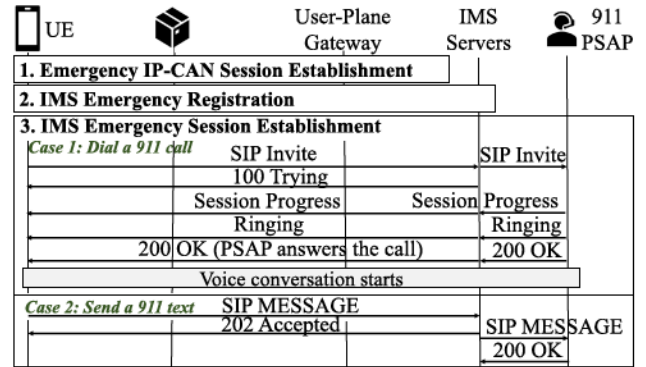 UE
User-Plane Gateway
IMS Servers
911 PSAP
1. Emergency IP-CAN Session Establishment
2. IMS Emergency Registration
3. IMS Emergency Session Establishment
Case 1: Dial a 911 call
SIP Invite
SIP Invite
100 Trying
Session Progress
Session Progress
Ringing
Ringing
200 OK (PSAP answers the call)
200 OK
Voice conversation starts
Case 2: Send a 911 text
SIP MESSAGE
202 Accepted
SIP MESSAGE
200 OK